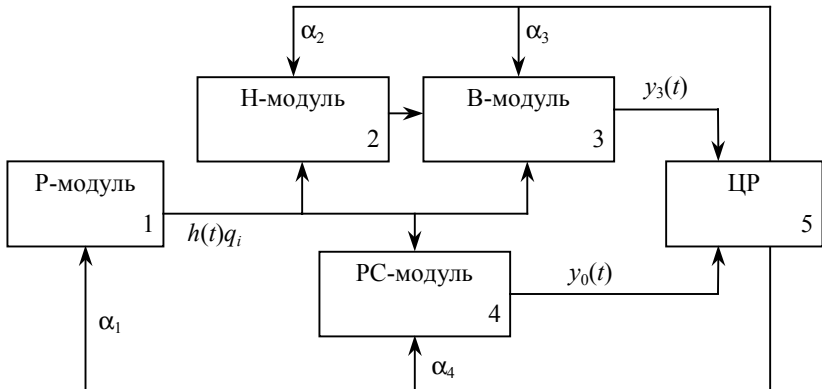 α2
α3
Н-модуль
2
В-модуль
3
y3(t)
Р-модуль
1
ЦР
5
h(t)qi
РС-модуль
4
y0(t)
α1
α4